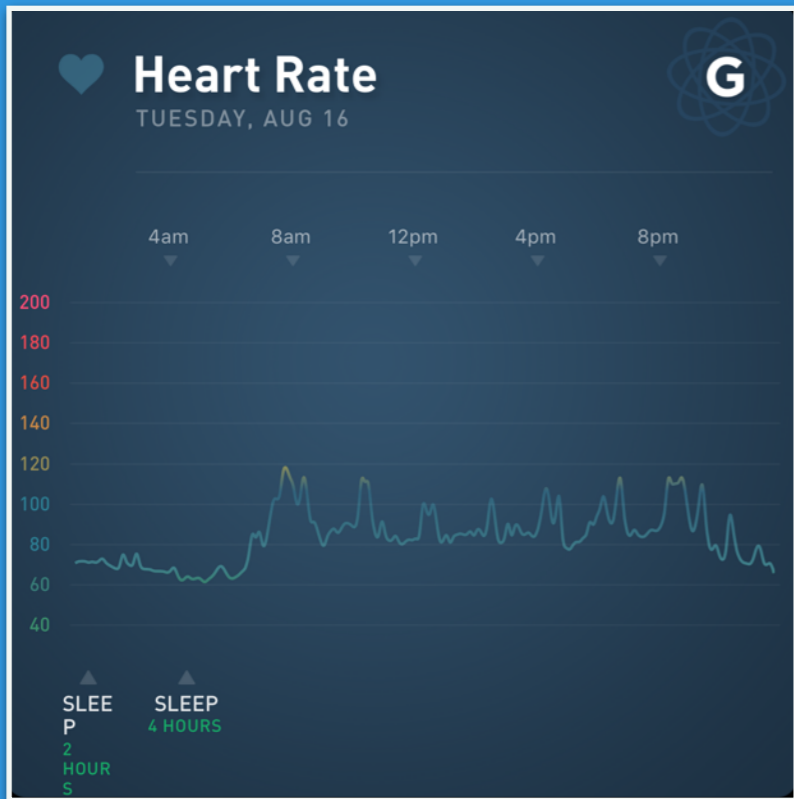 Heart Rate
G
TUESDAY, AUG 16
4am 8am 12pm 4pm 8pm
200
180
160
140
120
100
80
60
40
SLEE
P
2
HOUR
S
SLEEP
4 HOURS